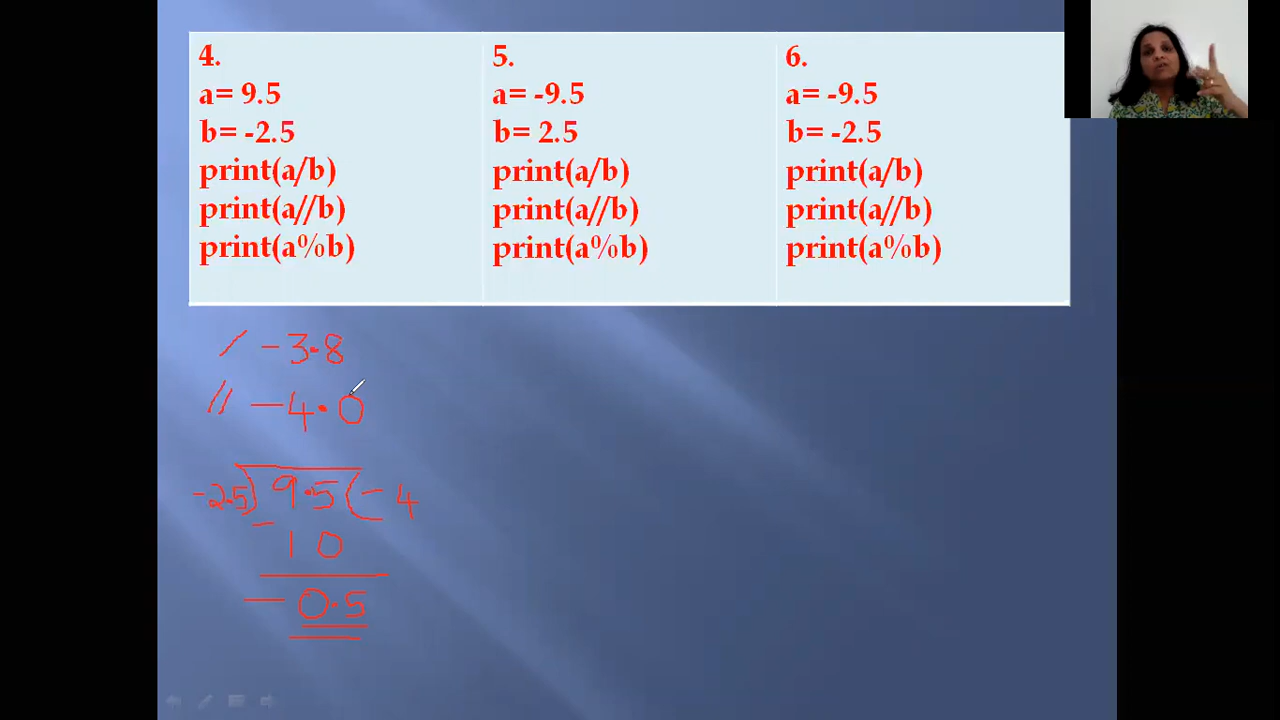 4.
a= 9.5
b= -2.5
print(a/b)
print(a//b)
print(a%b)
5.
a= -9.5
b= 2.5
print(a/b)
print(a//b)
print(a%b)
6.
a= -9.5
b= -2.5
print(a/b)
print(a//b)
print(a%b)
/ -3.8
// -4.0
-2.5) 9.5 (-4
- 10
- 0.5